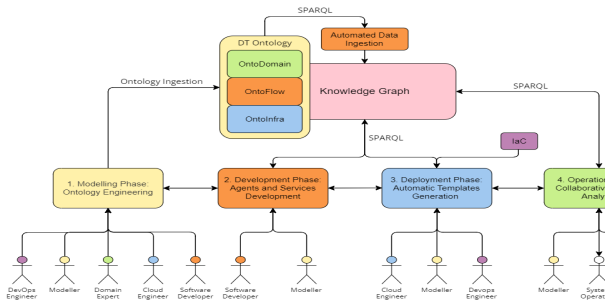 SPARQL
Automated Data
Ingestion
DT Ontology
OntoDomain
OntoFlow
OntoInfra
Knowledge Graph
Ontology Ingestion
SPARQL
SPARQL
IaC
1. Modelling Phase:
Ontology Engineering
2. Development Phase:
Agents and Services
Development
3. Deployment Phase:
Automatic Templates
Generation
4. Operation
Collaborative
Analy
DevOps
Engineer
Modeller
Domain
Expert
Cloud
Engineer
Software
Developer
Software
Developer
Modeller
Cloud
Engineer
Modeller
Devops
Engineer
Modeller
Syste
Operat